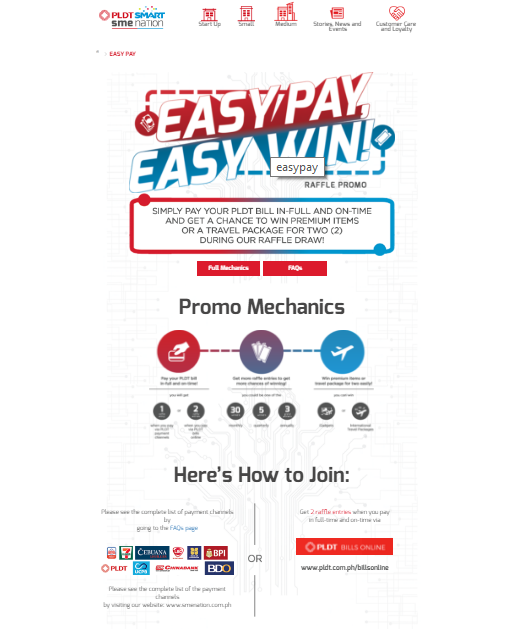 PLDT SMART
sme nation
Start Up
Small
Medium
Stories, News and
Events
Customer Care
and Loyalty
> EASY PAY
EASY PAY,
EASY WIN!
easypay
RAFFLE PROMO
SIMPLY PAY YOUR PLDT BILL IN-FULL AND ON-TIME
AND GET A CHANCE TO WIN PREMIUM ITEMS
OR A TRAVEL PACKAGE FOR TWO (2)
DURING OUR RAFFLE DRAW!
Full Mechanics
FAQs
Promo Mechanics
Pay your PLDT bill
in full and on-time!
Get more raffle entries to get
more chances of winning!
Win premium items or
travel package for two easily!
you will get
you could be one of the
you can win
1
or
2
30
5
3
or
when you pay
via PLDT
payment
channels
when you pay
via PLDT
bills
online
monthly
quarterly
annually
Gadgets
International
Travel Packages
Here's How to Join:
Please see the complete list of payment channels
by
going to the FAQs page
7
CEBUANA
BPI
PLDT
UCPB
CHINABANK
BDO
Please see the complete list of the payment
channels
by visiting our website: www.smenation.com.ph
OR
Get 2 raffle entries when you pay
in full-time and on-time via
PLDT BILLS ONLINE
www.pldt.com.ph/billsonline